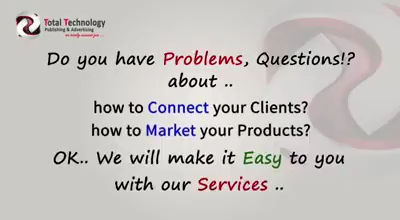 Total Technology
Publishing & Advertising
Do you have Problems, Questions!?
about ..
how to Connect your Clients?
how to Market your Products?
OK.. We will make it Easy to you
with our Services ..